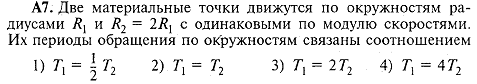 А7. Две материальные точки движутся по окружностям ра-
диусами R₁ и R₂ = 2R₁ с одинаковыми по модулю скоростями.
Их периоды обращения по окружностям связаны соотношением
1) T₁ = 1/2 T₂ 2) T₁ = T₂ 3) T₁ = 2T₂ 4) T₁ = 4T₂